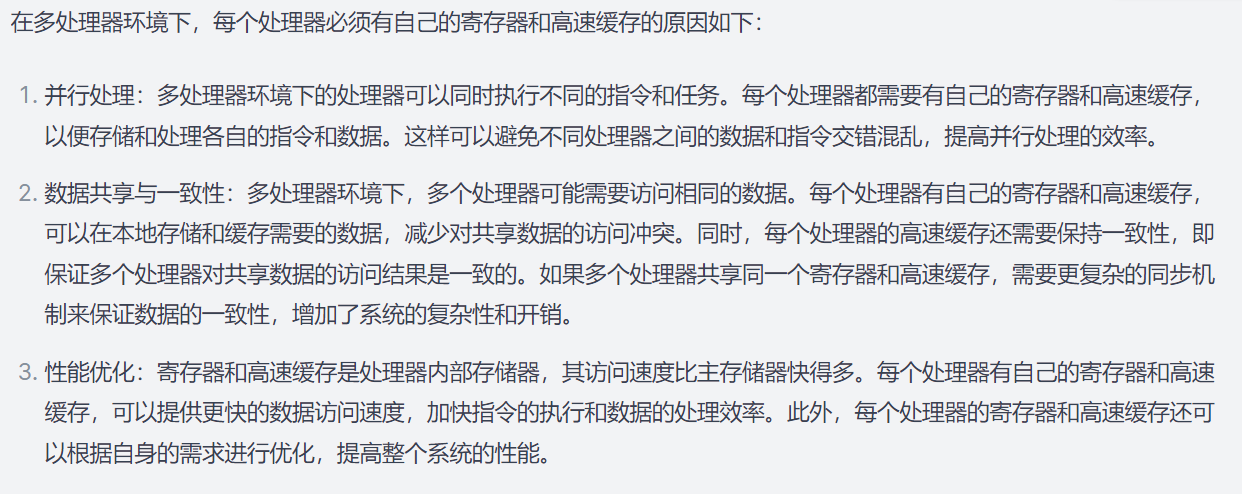 在多处理器环境下，每个处理器必须有自己的寄存器和高速缓存的原因如下：
1. 并行处理：多处理器环境下的处理器可以同时执行不同的指令和任务。每个处理器都需要有自己的寄存器和高速缓存，
以便存储和处理各自的指令和数据。这样可以避免不同处理器之间的数据和指令交错混乱，提高并行处理的效率。
2. 数据共享与一致性：多处理器环境下，多个处理器可能需要访问相同的数据。每个处理器有自己的寄存器和高速缓存，
可以在本地存储和缓存需要的数据，减少对共享数据的访问冲突。同时，每个处理器的高速缓存还需要保持一致性，即
保证多个处理器对共享数据的访问结果是一致的。如果多个处理器共享同一个寄存器和高速缓存，需要更复杂的同步机
制来保证数据的一致性，增加了系统的复杂性和开销。
3. 性能优化：寄存器和高速缓存是处理器内部存储器，其访问速度比主存储器快得多。每个处理器有自己的寄存器和高速
缓存，可以提供更快的数据访问速度，加快指令的执行和数据的处理效率。此外，每个处理器的寄存器和高速缓存还可
以根据自身的需求进行优化，提高整个系统的性能。